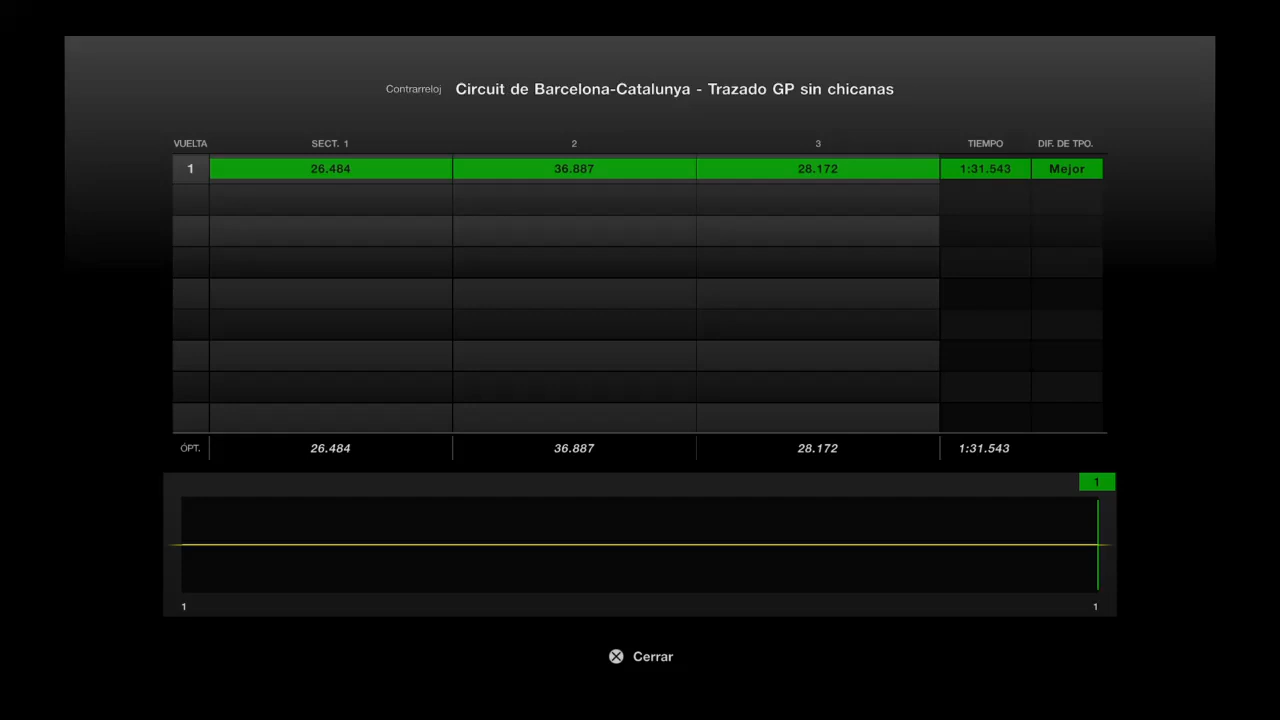 Contrarreloj Circuit de Barcelona-Catalunya - Trazado GP sin chicanas
VUELTA SECT. 1 2 3 TIEMPO DIF. DE TPO.
1 26.484 36.887 28.172 1:31.543 Mejor
ÓPT. 26.484 36.887 28.172 1:31.543
1
1 1
Cerrar